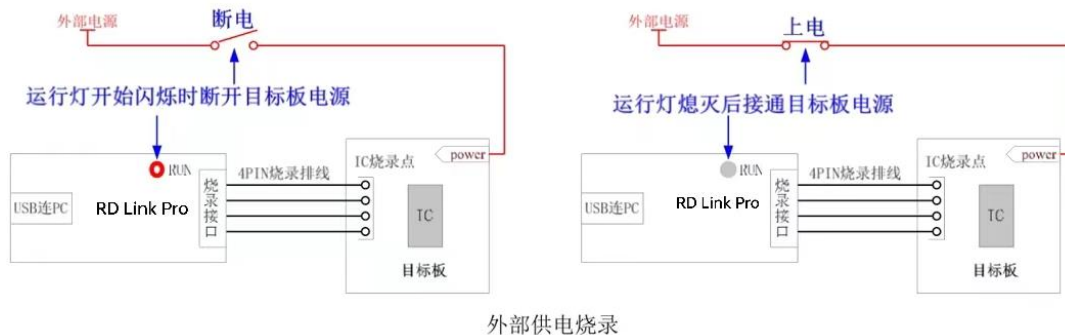 外部电源
断电
运行灯开始闪烁时断开目标板电源
RUN
USB连PC
RD Link Pro
烧录接口
4PIN烧录排线
IC烧录点
power
TC
目标板
外部电源
上电
运行灯熄灭后接通目标板电源
RUN
USB连PC
RD Link Pro
烧录接口
4PIN烧录排线
IC烧录点
power
TC
目标板
外部供电烧录